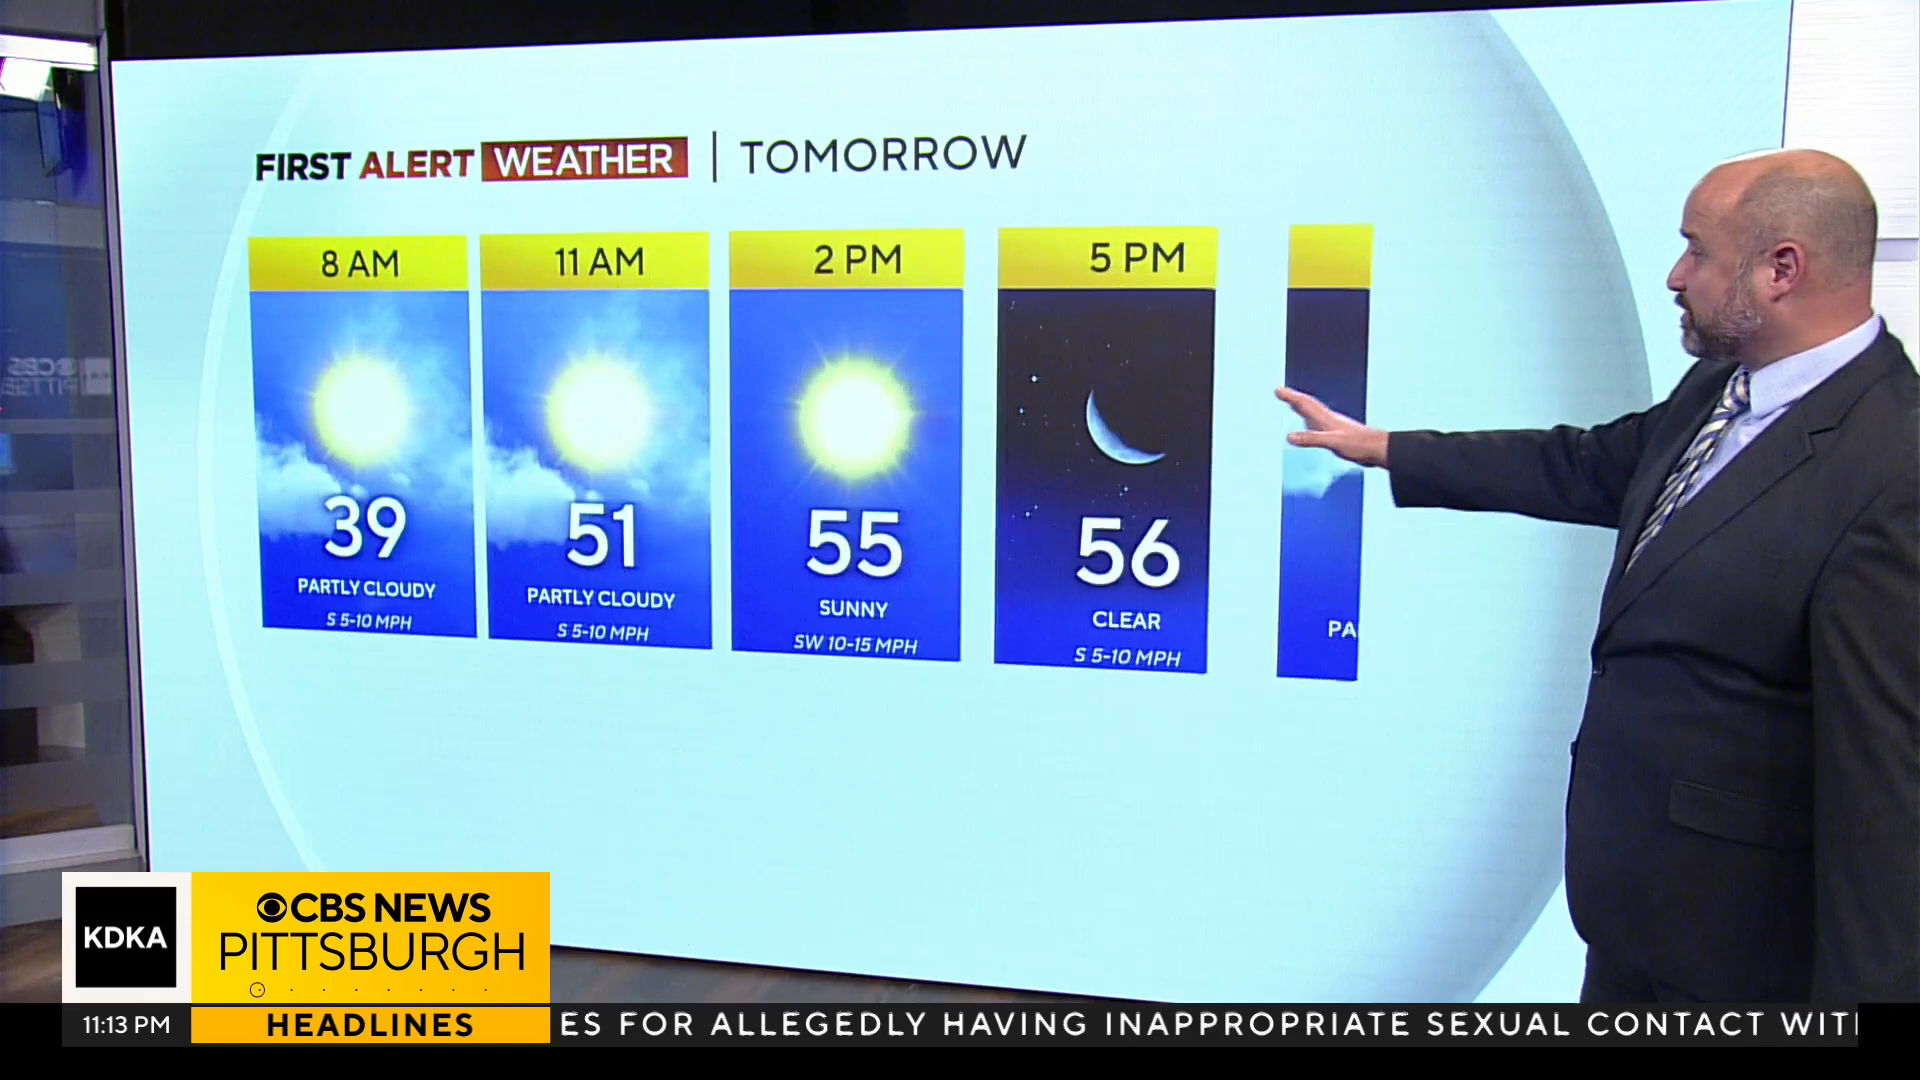 FIRST ALERT WEATHER | TOMORROW
8 AM
39
PARTLY CLOUDY
S 5-10 MPH
11 AM
51
PARTLY CLOUDY
S 5-10 MPH
2 PM
55
SUNNY
SW 10-15 MPH
5 PM
56
CLEAR
S 5-10 MPH
PA
KDKA
CBS NEWS
PITTSBURGH
11:13 PM
HEADLINES
ES FOR ALLEGEDLY HAVING INAPPROPRIATE SEXUAL CONTACT WIT